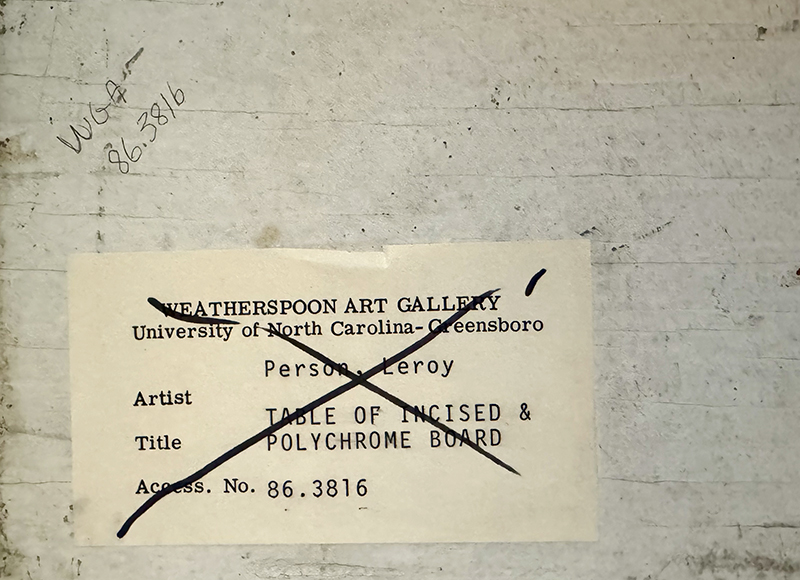 WGA
86.3816
WEATHERSPOON ART GALLERY
University of North Carolina-Greensboro
Person, Leroy
Artist
TABLE OF INCISED &
Title POLYCHROME BOARD
Access. No. 86.3816